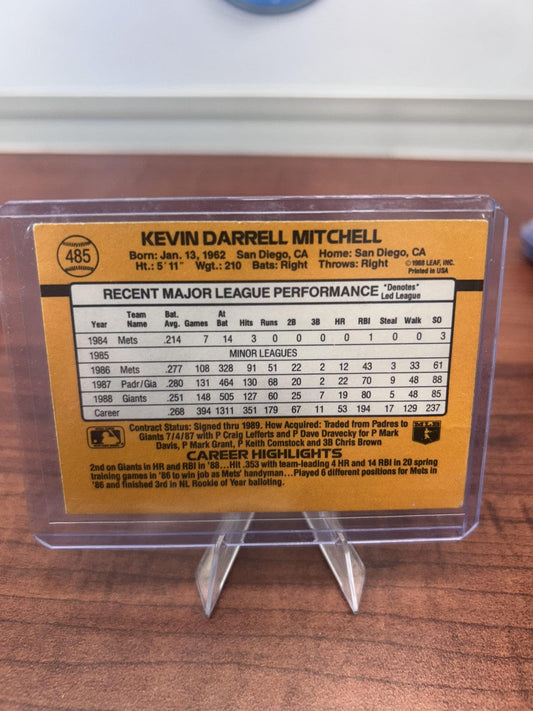 485
KEVIN DARRELL MITCHELL
Born: Jan. 13, 1962 San Diego, CA Home: San Diego, CA
Ht.: 5' 11" Wgt.: 210 Bats: Right Throws: Right
©1988 LEAF, INC.
Printed in USA
RECENT MAJOR LEAGUE PERFORMANCE *Denotes*
Led League
Year Team Name Bat. Avg. Games At Bat Hits Runs 2B 3B HR RBI Steal Walk SO
1984 Mets .214 7 14 3 0 0 0 0 1 0 0 3
1985 MINOR LEAGUES
1986 Mets .277 108 328 91 51 22 2 12 43 3 33 61
1987 Padr/Gia .280 131 464 130 68 20 2 22 70 9 48 88
1988 Giants .251 148 505 127 60 25 7 19 80 5 48 85
Career .268 394 1311 351 179 67 11 53 194 17 129 237
Contract Status: Signed thru 1989. How Acquired: Traded from Padres to
Giants 7/4/87 with P Craig Lefferts and P Dave Dravecky for P Mark
Davis, P Mark Grant, P Keith Comstock and 3B Chris Brown
CAREER HIGHLIGHTS
2nd on Giants in HR and RBI in '88...Hit .353 with team-leading 4 HR and 14 RBI in 20 spring
training games in '86 to win job as Mets' handyman...Played 6 different positions for Mets in
'86 and finished 3rd in NL Rookie of Year balloting.